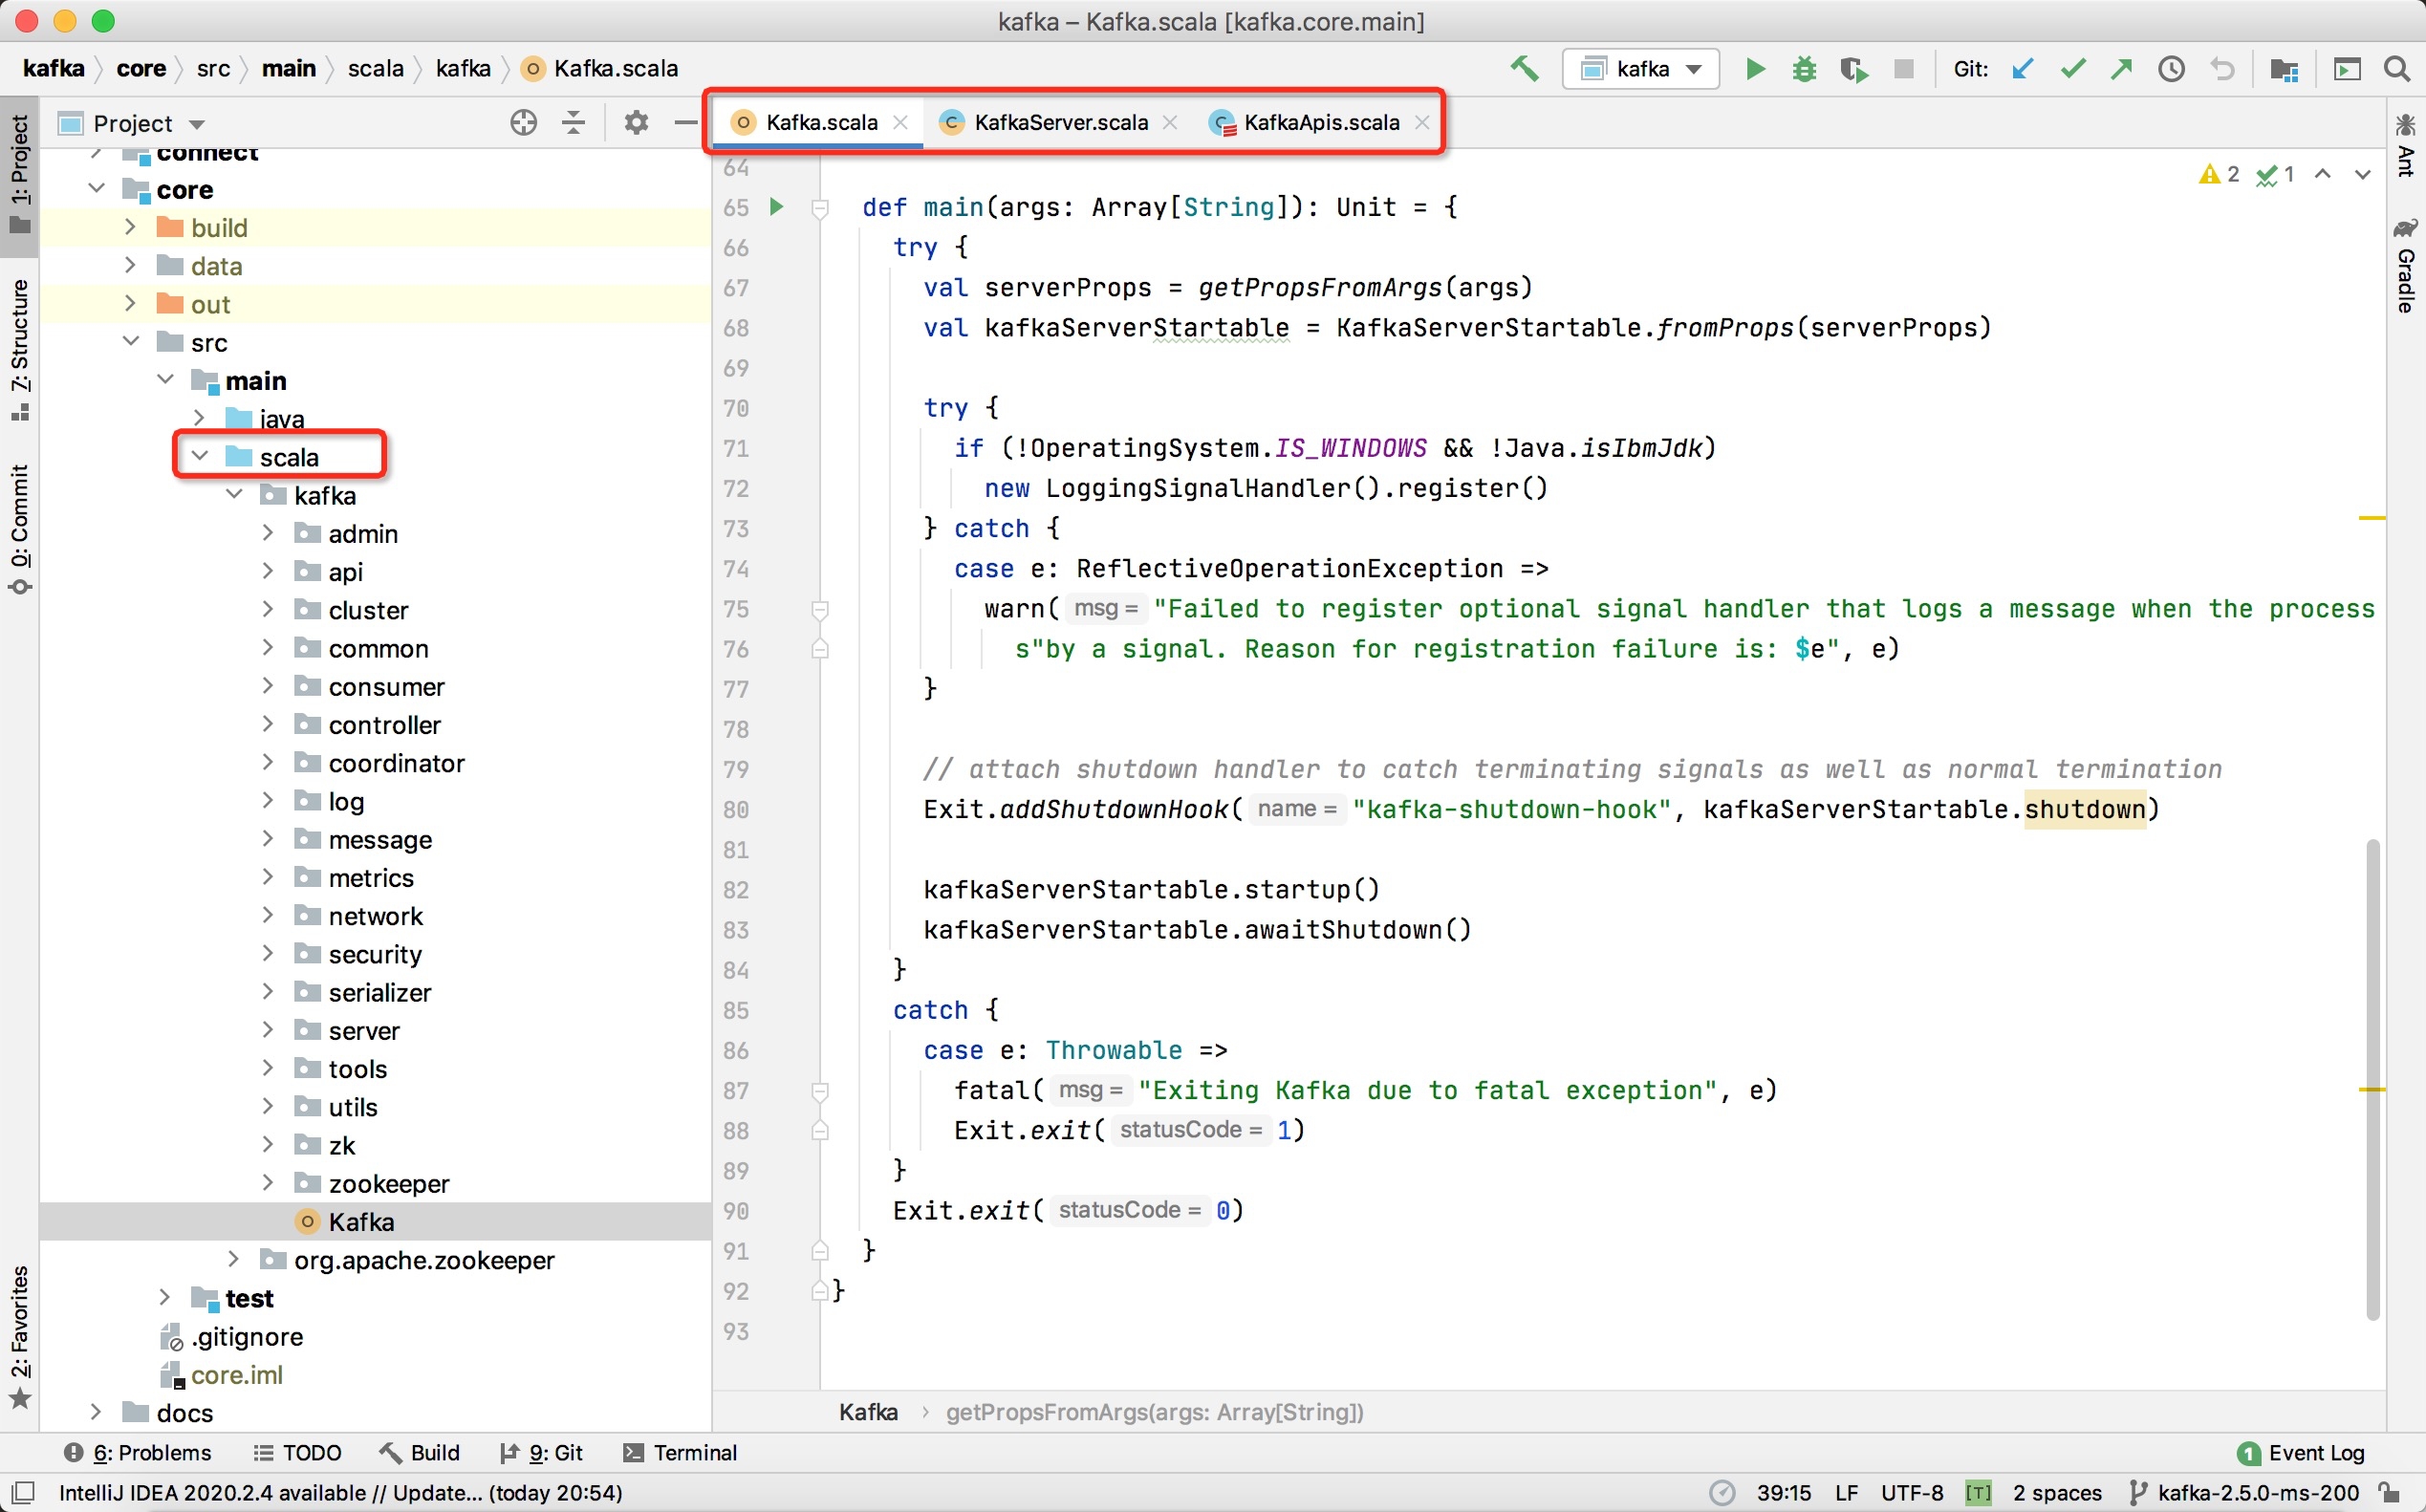 kafka – Kafka.scala [kafka.core.main]
kafka core src main scala kafka Kafka.scala kafka Git:
1: Project
7: Structure
0: Commit
2: Favorites
Project
connect
core
build
data
out
src
main
java
scala
kafka
admin
api
cluster
common
consumer
controller
coordinator
log
message
metrics
network
security
serializer
server
tools
utils
zk
zookeeper
Kafka
org.apache.zookeeper
test
.gitignore
core.iml
docs
Kafka.scala KafkaServer.scala KafkaApis.scala
2 1
64
65 def main(args: Array[String]): Unit = {
66 try {
67 val serverProps = getPropsFromArgs(args)
68 val kafkaServerStartable = KafkaServerStartable.fromProps(serverProps)
69
70 try {
71 if (!OperatingSystem.IS_WINDOWS && !Java.isIbmJdk)
72 new LoggingSignalHandler().register()
73 } catch {
74 case e: ReflectiveOperationException =>
75 warn( msg = "Failed to register optional signal handler that logs a message when the process
76 s"by a signal. Reason for registration failure is: $e", e)
77 }
78
79 // attach shutdown handler to catch terminating signals as well as normal termination
80 Exit.addShutdownHook( name = "kafka-shutdown-hook", kafkaServerStartable.shutdown)
81
82 kafkaServerStartable.startup()
83 kafkaServerStartable.awaitShutdown()
84 }
85 catch {
86 case e: Throwable =>
87 fatal( msg = "Exiting Kafka due to fatal exception", e)
88 Exit.exit( statusCode = 1)
89 }
90 Exit.exit( statusCode = 0)
91 }
92 }
93
Kafka › getPropsFromArgs(args: Array[String])
Ant
Gradle
6: Problems TODO Build 9: Git Terminal 1 Event Log
IntelliJ IDEA 2020.2.4 available // Update... (today 20:54) 39:15 LF UTF-8 [T] 2 spaces kafka-2.5.0-ms-200